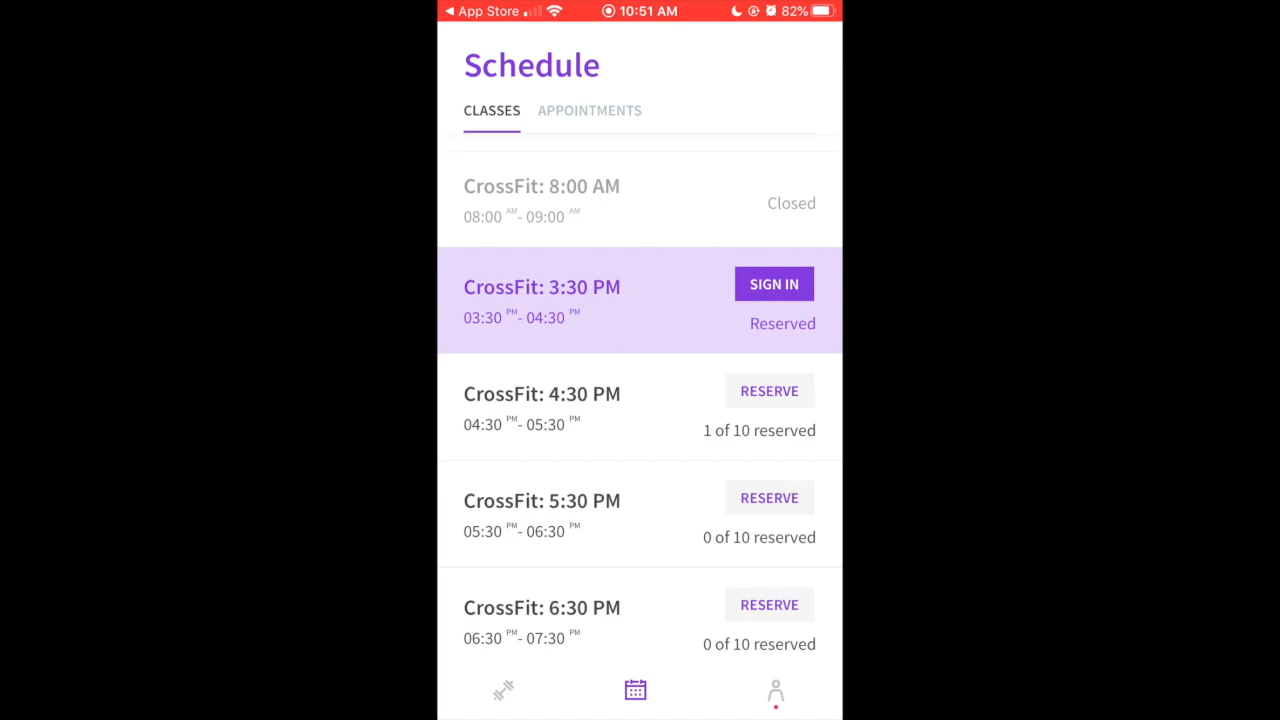 ◀ App Store 10:51 AM 82%
Schedule
CLASSES APPOINTMENTS
CrossFit: 8:00 AM
08:00 AM- 09:00 AM
Closed
CrossFit: 3:30 PM
03:30 PM- 04:30 PM
SIGN IN
Reserved
CrossFit: 4:30 PM
04:30 PM- 05:30 PM
RESERVE
1 of 10 reserved
CrossFit: 5:30 PM
05:30 PM- 06:30 PM
RESERVE
0 of 10 reserved
CrossFit: 6:30 PM
06:30 PM- 07:30 PM
RESERVE
0 of 10 reserved